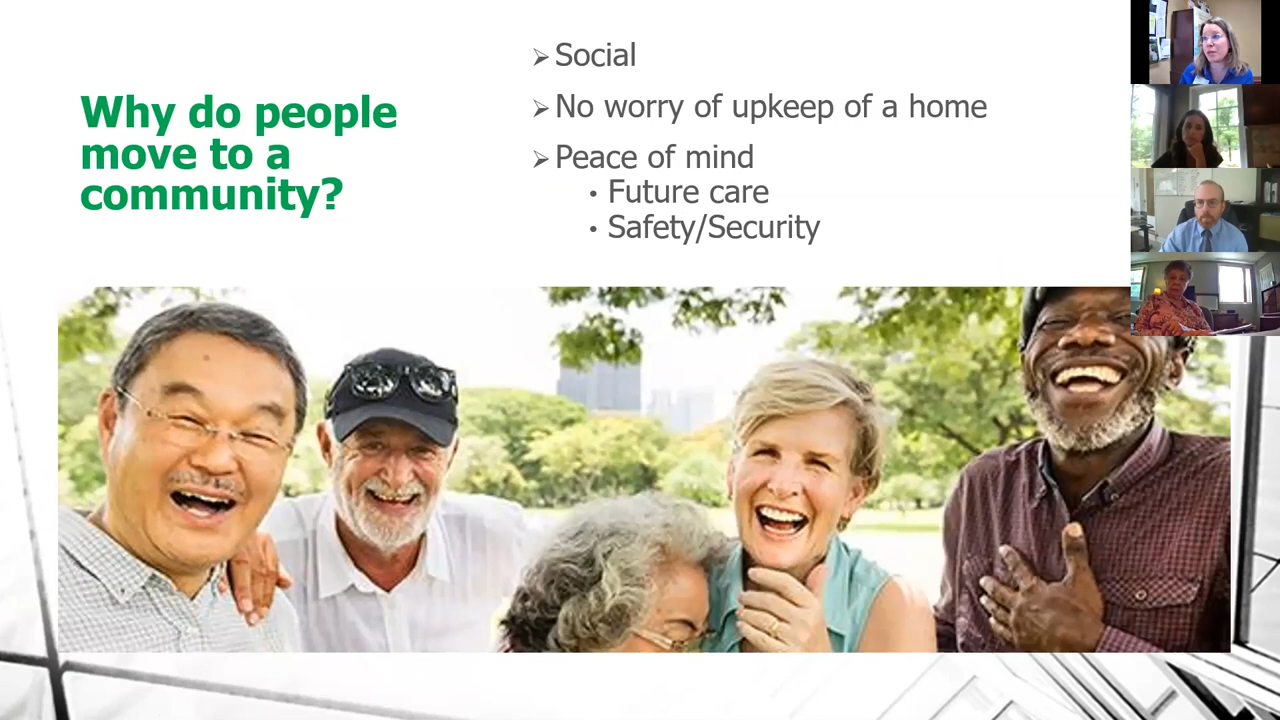 Why do people
move to a
community?
➢ Social
➢ No worry of upkeep of a home
➢ Peace of mind
• Future care
• Safety/Security